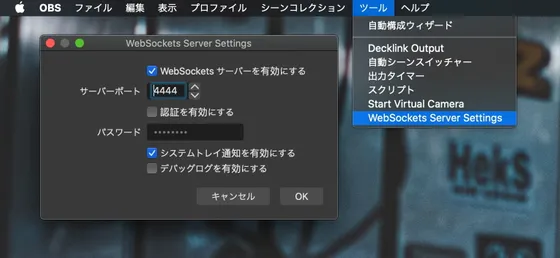 OBS ファイル 編集 表示 プロファイル シーンコレクション ツール ヘルプ
自動構成ウィザード
Decklink Output
自動シーンスイッチャー
出力タイマー
スクリプト
Start Virtual Camera
WebSockets Server Settings
WebSockets Server Settings
WebSockets サーバーを有効にする
サーバーポート 4444
認証を有効にする
パスワード ••••••••
システムトレイ通知を有効にする
デバッグログを有効にする
キャンセル OK
HekS